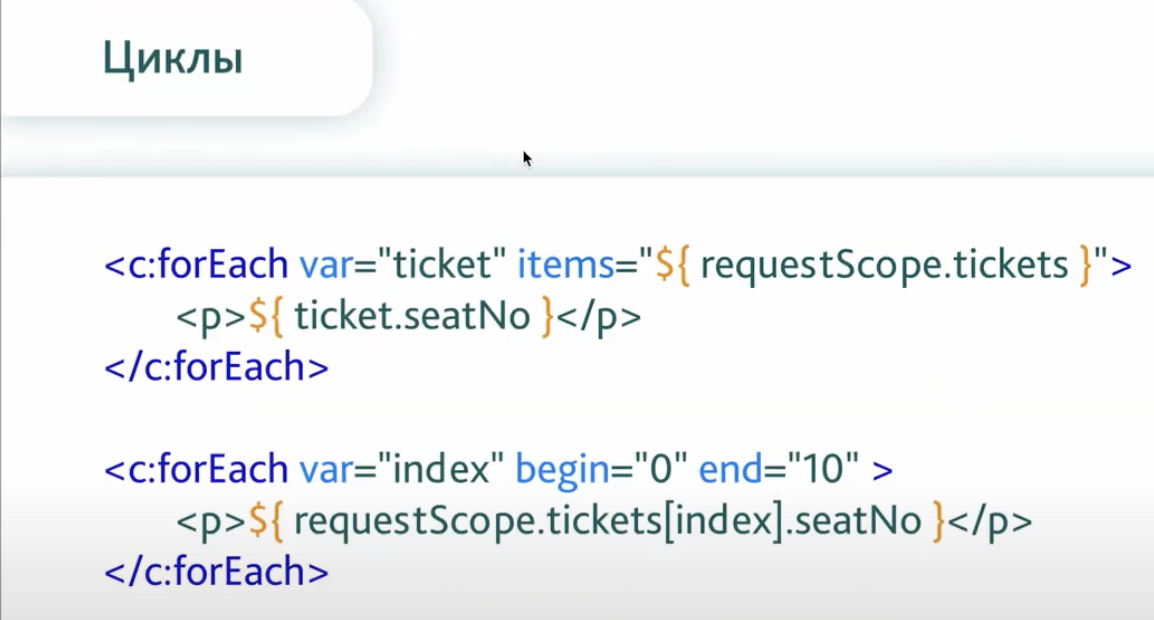 Циклы
<c:forEach var="ticket" items="${ requestScope.tickets }">
<p>${ ticket.seatNo }</p>
</c:forEach>
<c:forEach var="index" begin="0" end="10" >
<p>${ requestScope.tickets[index].seatNo }</p>
</c:forEach>